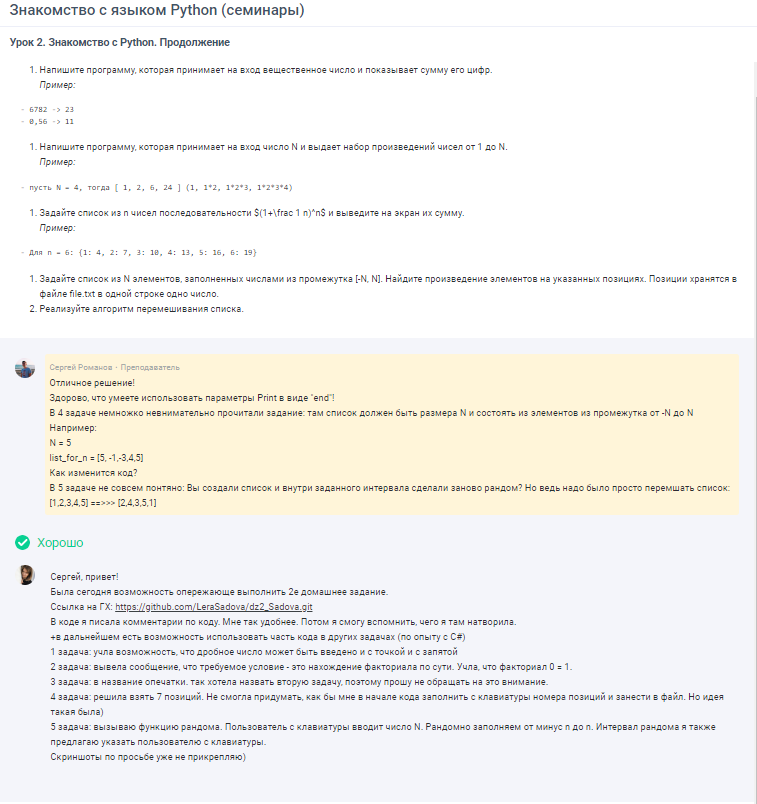 Знакомство с языком Python (семинары)
Урок 2. Знакомство с Python. Продолжение
1. Напишите программу, которая принимает на вход вещественное число и показывает сумму его цифр.
Пример:
- 6782 -> 23
- 0,56 -> 11
1. Напишите программу, которая принимает на вход число N и выдает набор произведений чисел от 1 до N.
Пример:
- пусть N = 4, тогда [ 1, 2, 6, 24 ] (1, 1*2, 1*2*3, 1*2*3*4)
1. Задайте список из n чисел последовательности $(1+\frac 1 n)^n$ и выведите на экран их сумму.
Пример:
- Для n = 6: {1: 4, 2: 7, 3: 10, 4: 13, 5: 16, 6: 19}
1. Задайте список из N элементов, заполненных числами из промежутка [-N, N]. Найдите произведение элементов на указанных позициях. Позиции хранятся в
файле file.txt в одной строке одно число.
2. Реализуйте алгоритм перемешивания списка.
Сергей Романов · Преподаватель
Отличное решение!
Здорово, что умеете использовать параметры Print в виде "end"!
В 4 задаче немножко невнимательно прочитали задание: там список должен быть размера N и состоять из элементов из промежутка от -N до N
Например:
N = 5
list_for_n = [5, -1,-3,4,5]
Как изменится код?
В 5 задаче не совсем понтяно: Вы создали список и внутри заданного интервала сделали заново рандом? Но ведь надо было просто перемшать список:
[1,2,3,4,5] ==>>> [2,4,3,5,1]
Хорошо
Сергей, привет!
Была сегодня возможность опережающе выполнить 2е домашнее задание.
Ссылка на ГХ: https://github.com/LeraSadova/dz2_Sadova.git
В коде я писала комментарии по коду. Мне так удобнее. Потом я смогу вспомнить, чего я там натворила.
+в дальнейшем есть возможность использовать часть кода в других задачах (по опыту с C#)
1 задача: учла возможность, что дробное число может быть введено и с точкой и с запятой
2 задача: вывела сообщение, что требуемое условие - это нахождение факториала по сути. Учла, что факториал 0 = 1.
3 задача: в название опечатки. так хотела назвать вторую задачу, поэтому прошу не обращать на это внимание.
4 задача: решила взять 7 позиций. Не смогла придумать, как бы мне в начале кода заполнить с клавиатуры номера позиций и занести в файл. Но идея
такая была)
5 задача: вызываю функцию рандома. Пользователь с клавиатуры вводит число N. Рандомно заполняем от минус n до n. Интервал рандома я также
предлагаю указать пользователю с клавиатуры.
Скриншоты по просьбе уже не прикрепляю)